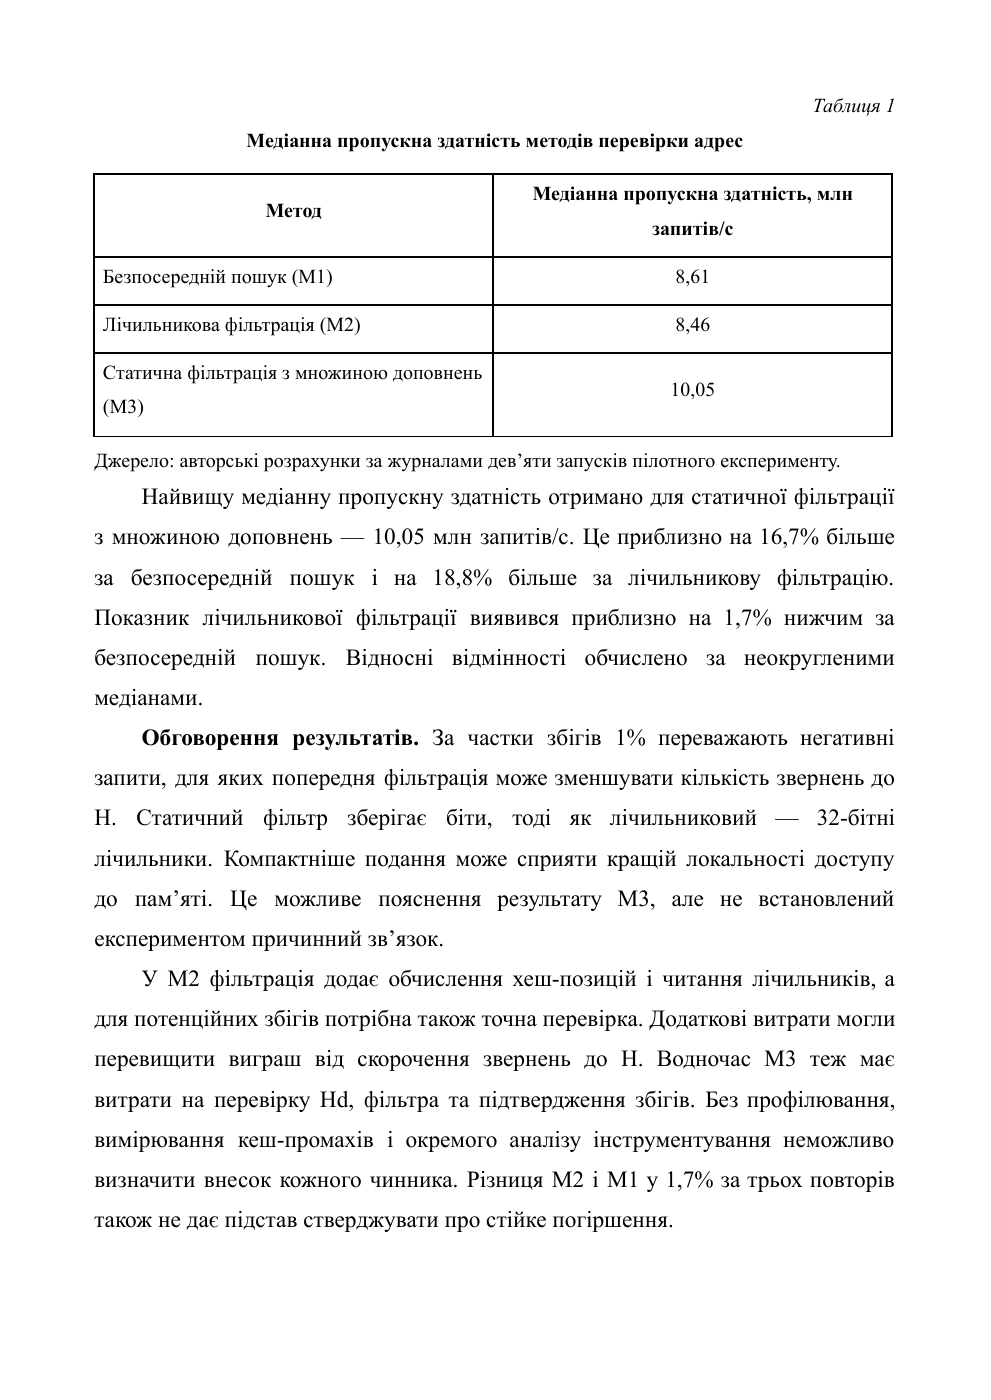 Таблиця 1
Медіанна пропускна здатність методів перевірки адрес
Метод
Медіанна пропускна здатність, млн
запитів/с
Безпосередній пошук (М1)
8,61
Лічильникова фільтрація (М2)
8,46
Статична фільтрація з множиною доповнень
(М3)
10,05
Джерело: авторські розрахунки за журналами дев’яти запусків пілотного експерименту.
Найвищу медіанну пропускну здатність отримано для статичної фільтрації
з множиною доповнень — 10,05 млн запитів/с. Це приблизно на 16,7% більше
за безпосередній пошук і на 18,8% більше за лічильникову фільтрацію.
Показник лічильникової фільтрації виявився приблизно на 1,7% нижчим за
безпосередній пошук. Відносні відмінності обчислено за неокругленими
медіанами.
Обговорення результатів. За частки збігів 1% переважають негативні
запити, для яких попередня фільтрація може зменшувати кількість звернень до
Н. Статичний фільтр зберігає біти, тоді як лічильниковий — 32-бітні
лічильники. Компактніше подання може сприяти кращій локальності доступу
до пам’яті. Це можливе пояснення результату М3, але не встановлений
експериментом причинний зв’язок.
У М2 фільтрація додає обчислення хеш-позицій і читання лічильників, а
для потенційних збігів потрібна також точна перевірка. Додаткові витрати могли
перевищити виграш від скорочення звернень до Н. Водночас М3 теж має
витрати на перевірку Hd, фільтра та підтвердження збігів. Без профілювання,
вимірювання кеш-промахів і окремого аналізу інструментування неможливо
визначити внесок кожного чинника. Різниця М2 і М1 у 1,7% за трьох повторів
також не дає підстав стверджувати про стійке погіршення.